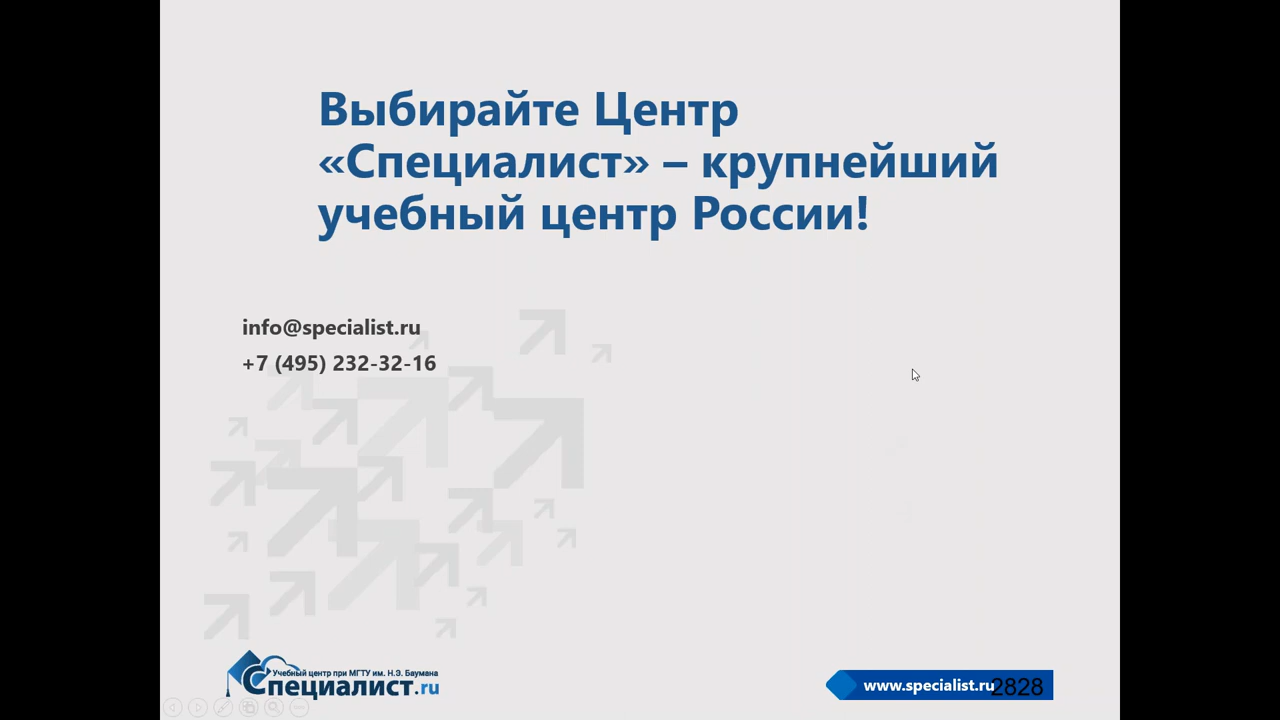 Выбирайте Центр
«Специалист» – крупнейший
учебный центр России!
info@specialist.ru
+7 (495) 232-32-16
Учебный центр при МГТУ им. Н.Э. Баумана
Специалист.ru
www.specialist.ru
2828